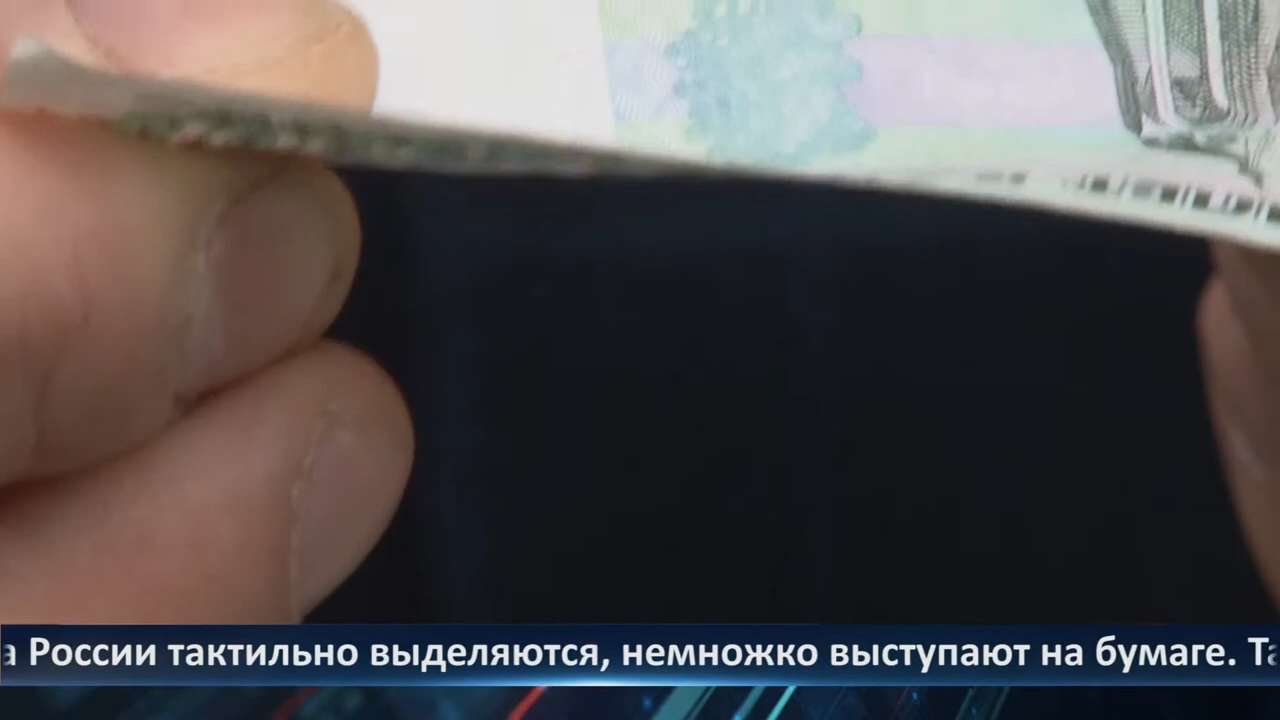 России тактильно выделяются, немножко выступают на бумаге.